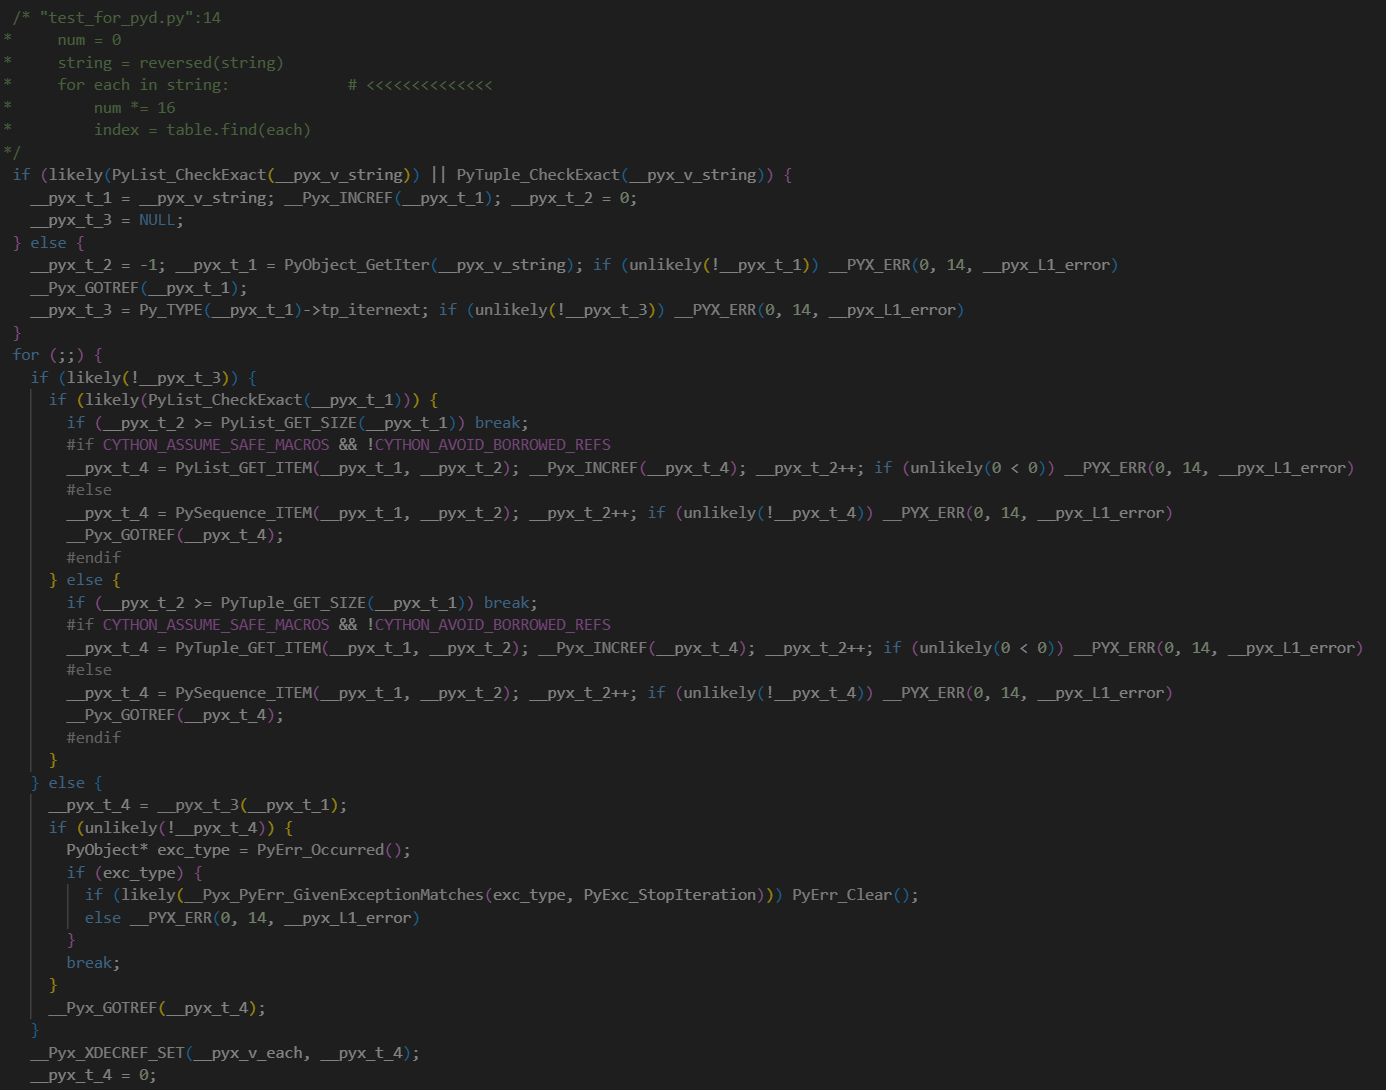 /* "test_for_pyd.py":14
*     num = 0
*     string = reversed(string)
*     for each in string:             # <<<<<<<<<<<<<<
*         num *= 16
*         index = table.find(each)
*/
if (likely(PyList_CheckExact(__pyx_v_string)) || PyTuple_CheckExact(__pyx_v_string)) {
  __pyx_t_1 = __pyx_v_string; __Pyx_INCREF(__pyx_t_1); __pyx_t_2 = 0;
  __pyx_t_3 = NULL;
} else {
  __pyx_t_2 = -1; __pyx_t_1 = PyObject_GetIter(__pyx_v_string); if (unlikely(!__pyx_t_1)) __PYX_ERR(0, 14, __pyx_L1_error)
  __Pyx_GOTREF(__pyx_t_1);
  __pyx_t_3 = Py_TYPE(__pyx_t_1)->tp_iternext; if (unlikely(!__pyx_t_3)) __PYX_ERR(0, 14, __pyx_L1_error)
}
for (;;) {
  if (likely(!__pyx_t_3)) {
    if (likely(PyList_CheckExact(__pyx_t_1))) {
      if (__pyx_t_2 >= PyList_GET_SIZE(__pyx_t_1)) break;
      #if CYTHON_ASSUME_SAFE_MACROS && !CYTHON_AVOID_BORROWED_REFS
      __pyx_t_4 = PyList_GET_ITEM(__pyx_t_1, __pyx_t_2); __Pyx_INCREF(__pyx_t_4); __pyx_t_2++; if (unlikely(0 < 0)) __PYX_ERR(0, 14, __pyx_L1_error)
      #else
      __pyx_t_4 = PySequence_ITEM(__pyx_t_1, __pyx_t_2); __pyx_t_2++; if (unlikely(!__pyx_t_4)) __PYX_ERR(0, 14, __pyx_L1_error)
      __Pyx_GOTREF(__pyx_t_4);
      #endif
    } else {
      if (__pyx_t_2 >= PyTuple_GET_SIZE(__pyx_t_1)) break;
      #if CYTHON_ASSUME_SAFE_MACROS && !CYTHON_AVOID_BORROWED_REFS
      __pyx_t_4 = PyTuple_GET_ITEM(__pyx_t_1, __pyx_t_2); __Pyx_INCREF(__pyx_t_4); __pyx_t_2++; if (unlikely(0 < 0)) __PYX_ERR(0, 14, __pyx_L1_error)
      #else
      __pyx_t_4 = PySequence_ITEM(__pyx_t_1, __pyx_t_2); __pyx_t_2++; if (unlikely(!__pyx_t_4)) __PYX_ERR(0, 14, __pyx_L1_error)
      __Pyx_GOTREF(__pyx_t_4);
      #endif
    }
  } else {
    __pyx_t_4 = __pyx_t_3(__pyx_t_1);
    if (unlikely(!__pyx_t_4)) {
      PyObject* exc_type = PyErr_Occurred();
      if (exc_type) {
        if (likely(__Pyx_PyErr_GivenExceptionMatches(exc_type, PyExc_StopIteration))) PyErr_Clear();
        else __PYX_ERR(0, 14, __pyx_L1_error)
      }
      break;
    }
    __Pyx_GOTREF(__pyx_t_4);
  }
  __Pyx_XDECREF_SET(__pyx_v_each, __pyx_t_4);
  __pyx_t_4 = 0;